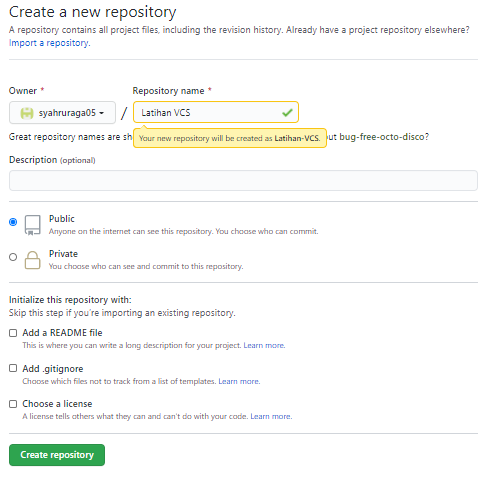 Create a new repository
A repository contains all project files, including the revision history. Already have a project repository elsewhere?
Import a repository.
Owner * Repository name *
syahruraga05 / Latihan VCS
Great repository names are sh ut bug-free-octo-disco?
Your new repository will be created as Latihan-VCS.
Description (optional)
Public
Anyone on the internet can see this repository. You choose who can commit.
Private
You choose who can see and commit to this repository.
Initialize this repository with:
Skip this step if you're importing an existing repository.
Add a README file
This is where you can write a long description for your project. Learn more.
Add .gitignore
Choose which files not to track from a list of templates. Learn more.
Choose a license
A license tells others what they can and can't do with your code. Learn more.
Create repository